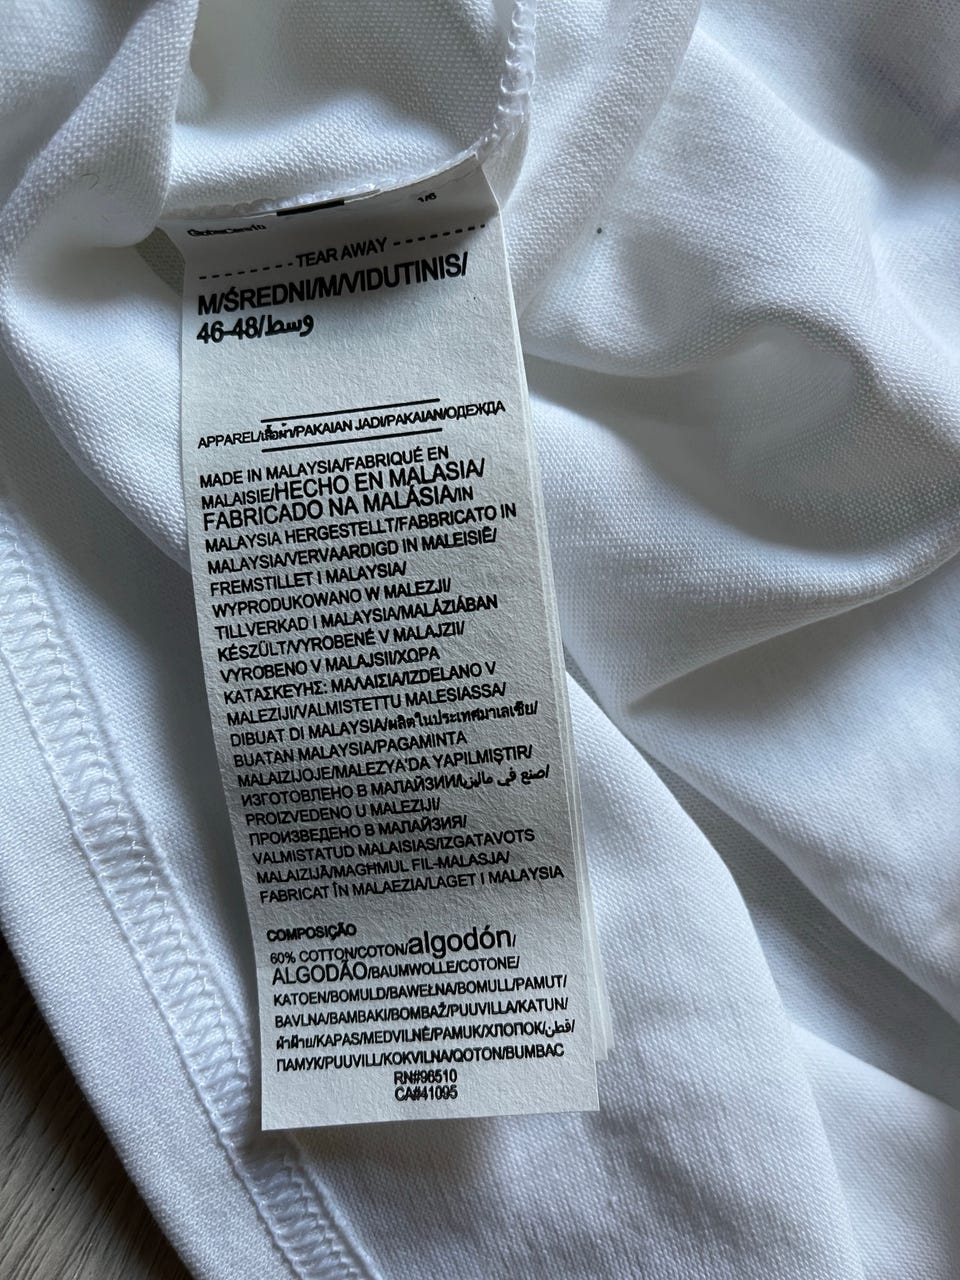 1/6
TEAR AWAY
M/ŚREDNI/M/VIDUTINIS/
46-48/وسط
APPAREL/เสื้อผ้า/PAKAIAN JADI/PAKAIAN/ОДЕЖДА
MADE IN MALAYSIA/FABRIQUÉ EN
MALAISIE/HECHO EN MALASIA/
FABRICADO NA MALÁSIA/IN
MALAYSIA HERGESTELLT/FABBRICATO IN
MALAYSIA/VERVAARDIGD IN MALEISIË/
FREMSTILLET I MALAYSIA/
WYPRODUKOWANO W MALEZJI/
TILLVERKAD I MALAYSIA/MALÁZIÁBAN
KÉSZÜLT/VYROBENÉ V MALAJZII/
VYROBENO V MALAJSII/ΧΩΡΑ
ΚΑΤΑΣΚΕΥΗΣ: ΜΑΛΑΙΣΙΑ/IZDELANO V
MALEZIJI/VALMISTETTU MALESIASSA/
DIBUAT DI MALAYSIA/ผลิตในประเทศมาเลเซีย/
BUATAN MALAYSIA/PAGAMINTA
MALAIZIJOJE/MALEZYA'DA YAPILMIŞTIR/
ИЗГОТОВЛЕНО В МАЛАЙЗИИ/صنع في ماليزيا/
PROIZVEDENO U MALEZIJI/
ПРОИЗВЕДЕНО В МАЛАЙЗИЯ/
VALMISTATUD MALAISIAS/IZGATAVOTS
MALAIZIJĀ/MAGHMUL FIL-MALASJA/
FABRICAT ÎN MALAEZIA/LAGET I MALAYSIA
COMPOSIÇÃO
60% COTTON/COTON/algodón/
ALGODÃO/BAUMWOLLE/COTONE/
KATOEN/BOMULD/BAWEŁNA/BOMULL/PAMUT/
BAVLNA/ΒΑΜΒΑΚΙ/BOMBAŽ/PUUVILLA/KATUN/
ผ้าฝ้าย/KAPAS/MEDVILNĖ/PAMUK/ХЛОПОК/قطن/
ПАМУК/PUUVILL/KOKVILNA/QOTON/BUMBAC
RN#96510
CA#41095